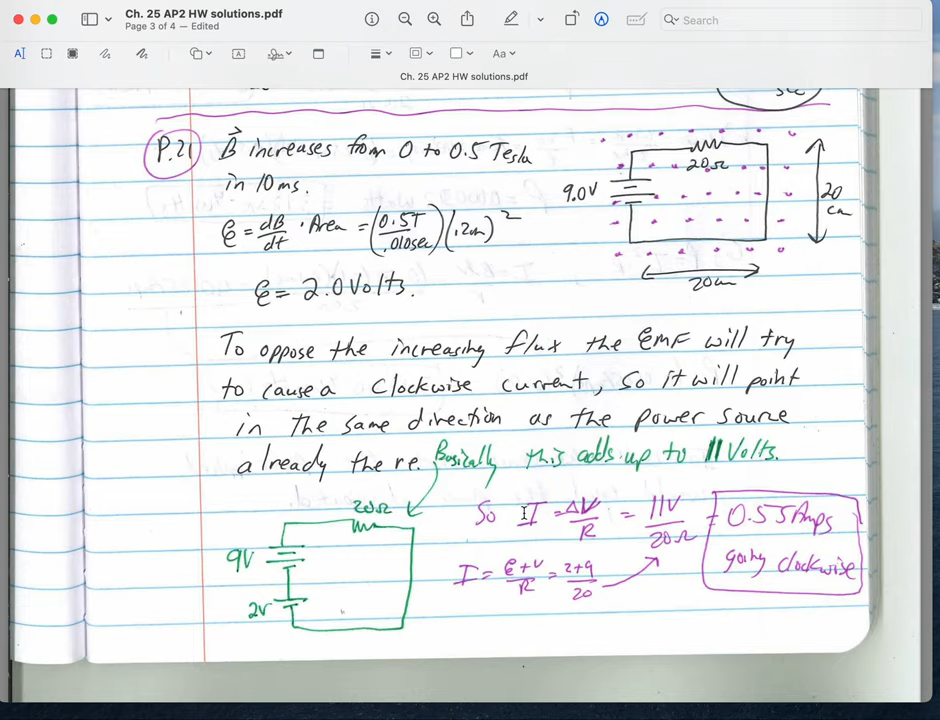 Ch. 25 AP2 HW solutions.pdf
Page 3 of 4 – Edited
Search
Aa
Ch. 25 AP2 HW solutions.pdf
P.21 B increases from 0 to 0.5 Tesla
in 10ms.
ℰ = dB/dt · Area = (0.5T/.010sec)(.2m)²
ℰ = 2.0 Volts.
9.0V
20Ω
20 cm
20cm
To oppose the increasing flux the EMF will try
to cause a clockwise current, so it will point
in the same direction as the power source
already there. Basically this adds up to 11 Volts.
20Ω
9V
2V
So I = ΔV/R = 11V/20Ω = 0.55 Amps
going clockwise
I = ℰ+V/R = 2+9/20